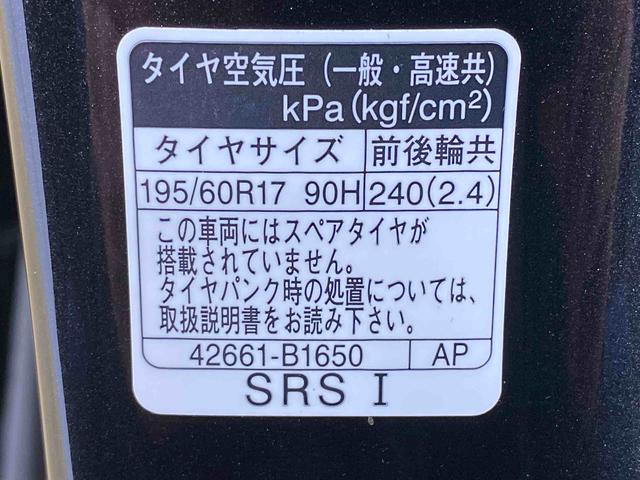 タイヤ空気圧（一般・高速共）
kPa(kgf/cm²)
タイヤサイズ 前後輪共
195/60R17 90H 240(2.4)
この車両にはスペアタイヤが
搭載されていません。
タイヤパンク時の処置については、
取扱説明書をお読み下さい。
42661-B1650 AP
SRS I